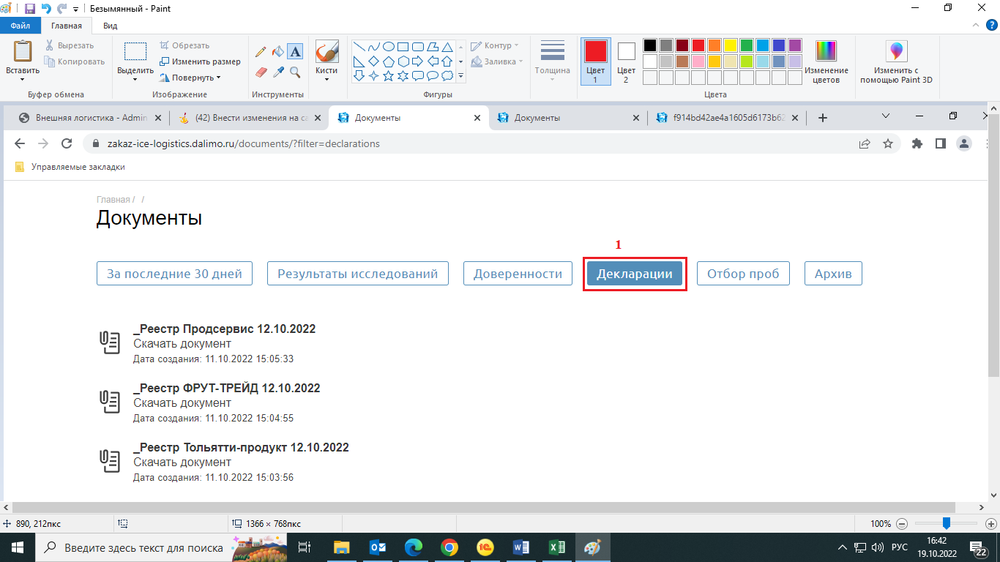 Безымянный - Paint
Файл Главная Вид
Вставить
Вырезать
Копировать
Буфер обмена
Выделить
Обрезать
Изменить размер
Повернуть
Изображение
A
Инструменты
Кисти
Фигуры
Контур
Заливка
Толщина
Цвет 1
Цвет 2
Цвета
Изменение цветов
Изменить с помощью Paint 3D
Внешняя логистика - Admin
(42) Внести изменения на са
Документы
Документы
f914bd42ae4a1605d6173b62
zakaz-ice-logistics.dalimo.ru/documents/?filter=declarations
Управляемые закладки
Главная / /
Документы
1
За последние 30 дней Результаты исследований Доверенности Декларации Отбор проб Архив
_Реестр Продсервис 12.10.2022
Скачать документ
Дата создания: 11.10.2022 15:05:33
_Реестр ФРУТ-ТРЕЙД 12.10.2022
Скачать документ
Дата создания: 11.10.2022 15:04:55
_Реестр Тольятти-продукт 12.10.2022
Скачать документ
Дата создания: 11.10.2022 15:03:56
890, 212пкс 1366 × 768пкс 100%
Введите здесь текст для поиска
РУС
16:42
19.10.2022
22